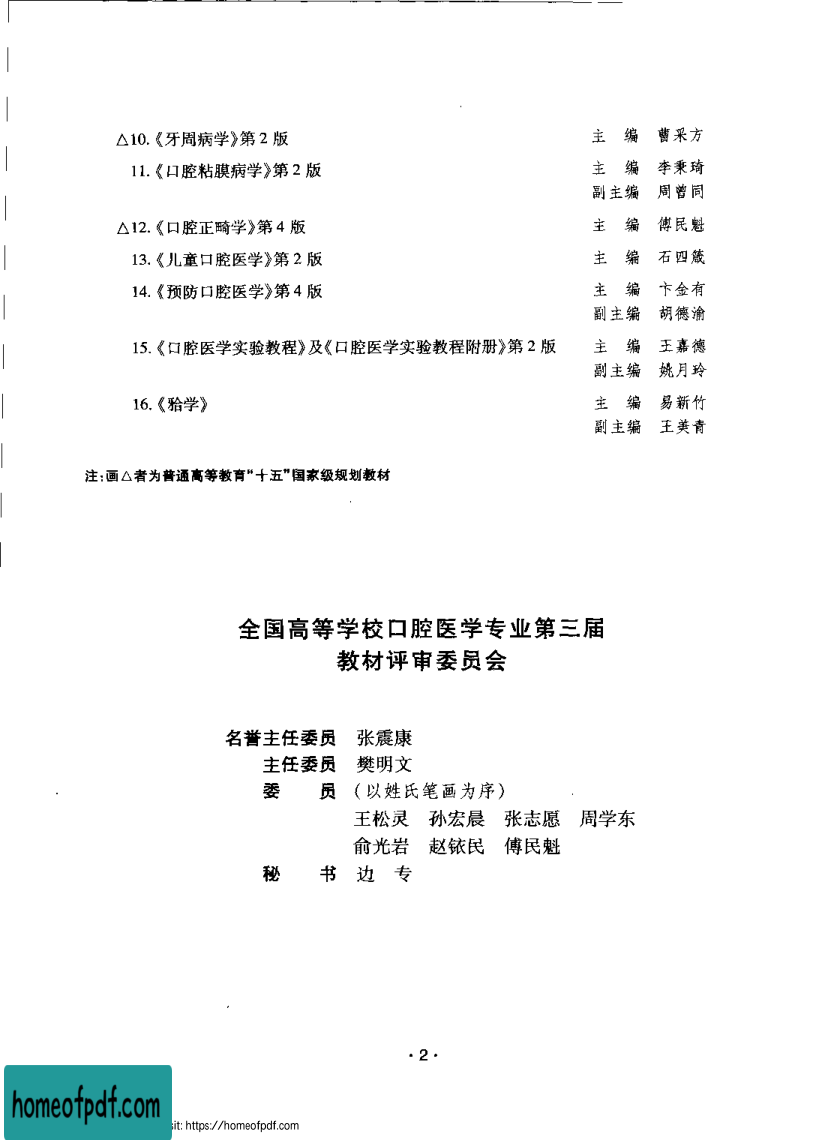 △10.《牙周病学》第2版 主 编 曹采方
11.《口腔粘膜病学》第2版 主 编 李秉琦
副主编 周曾同
△12.《口腔正畸学》第4版 主 编 傅民魁
13.《儿童口腔医学》第2版 主 编 石四箴
14.《预防口腔医学》第4版 主 编 卞金有
副主编 胡德渝
15.《口腔医学实验教程》及《口腔医学实验教程附册》第2版 主 编 王嘉德
副主编 姚月玲
16.《𬌗学》 主 编 易新竹
副主编 王美青
注:画△者为普通高等教育“十五”国家级规划教材
全国高等学校口腔医学专业第三届
教材评审委员会
名誉主任委员 张震康
主任委员 樊明文
委 员 (以姓氏笔画为序)
王松灵 孙宏晨 张志愿 周学东
俞光岩 赵铱民 傅民魁
秘 书 边 专
·2·
homeofpdf.com
sit: https://homeofpdf.com